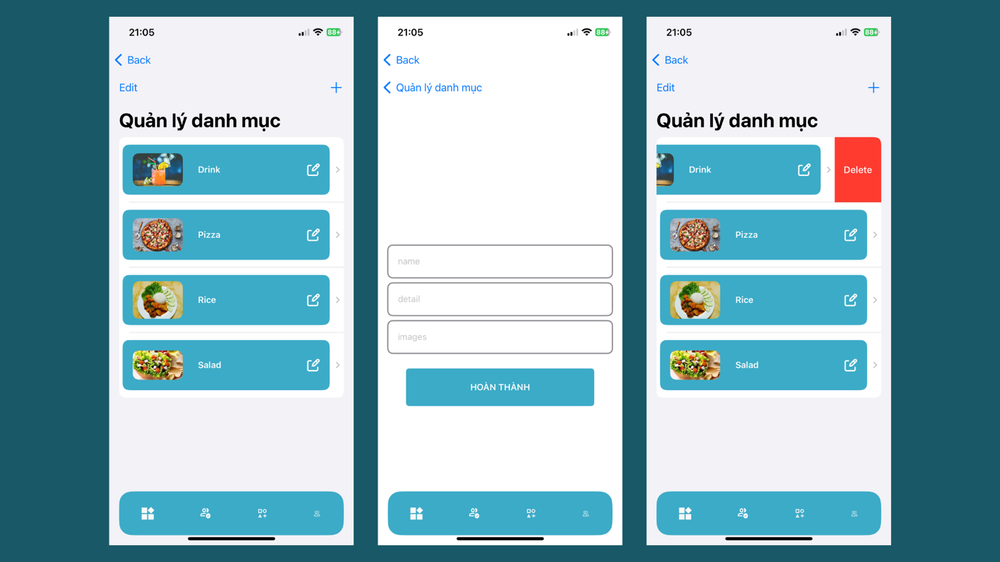 21:05
88
Back
Edit
Quản lý danh mục
Drink
Pizza
Rice
Salad
21:05
88
Back
Quản lý danh mục
name
detail
images
HOÀN THÀNH
21:05
88
Back
Edit
Quản lý danh mục
Drink
Delete
Pizza
Rice
Salad